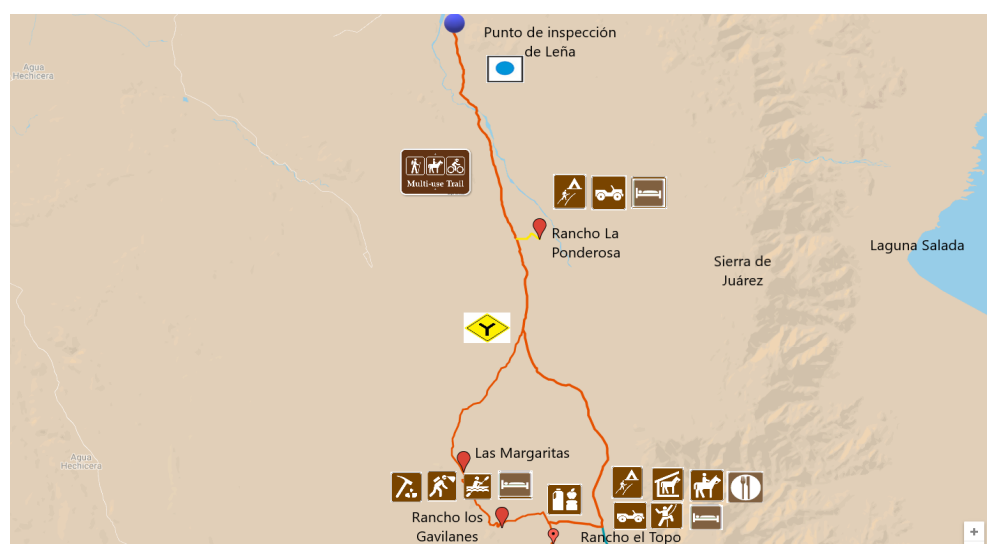 Punto de inspección
de Leña
Agua
Hechicera
Multi-use Trail
Rancho La
Ponderosa
Laguna Salada
Sierra de
Juárez
Las Margaritas
Agua
Hechicera
Rancho los
Gavilanes
Rancho el Topo
+